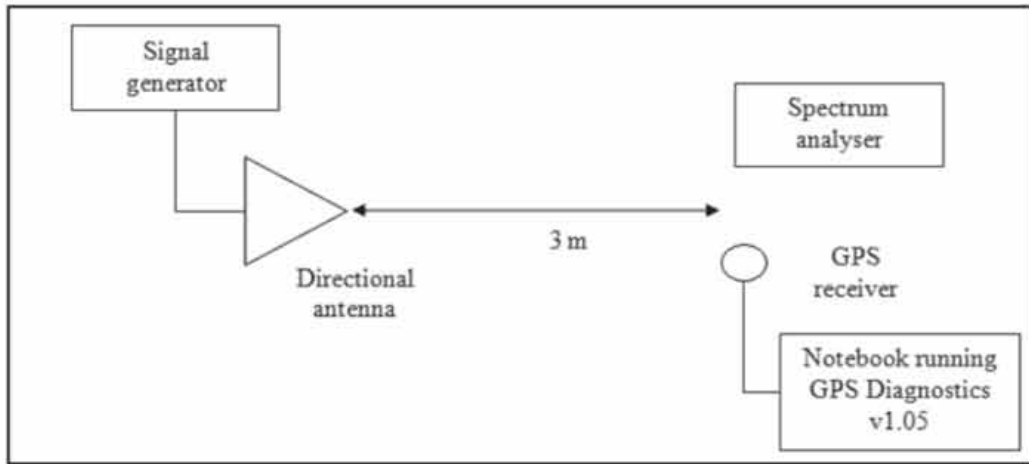 Signal
generator
Spectrum
analyser
3 m
Directional
antenna
GPS
receiver
Notebook running
GPS Diagnostics
v1.05